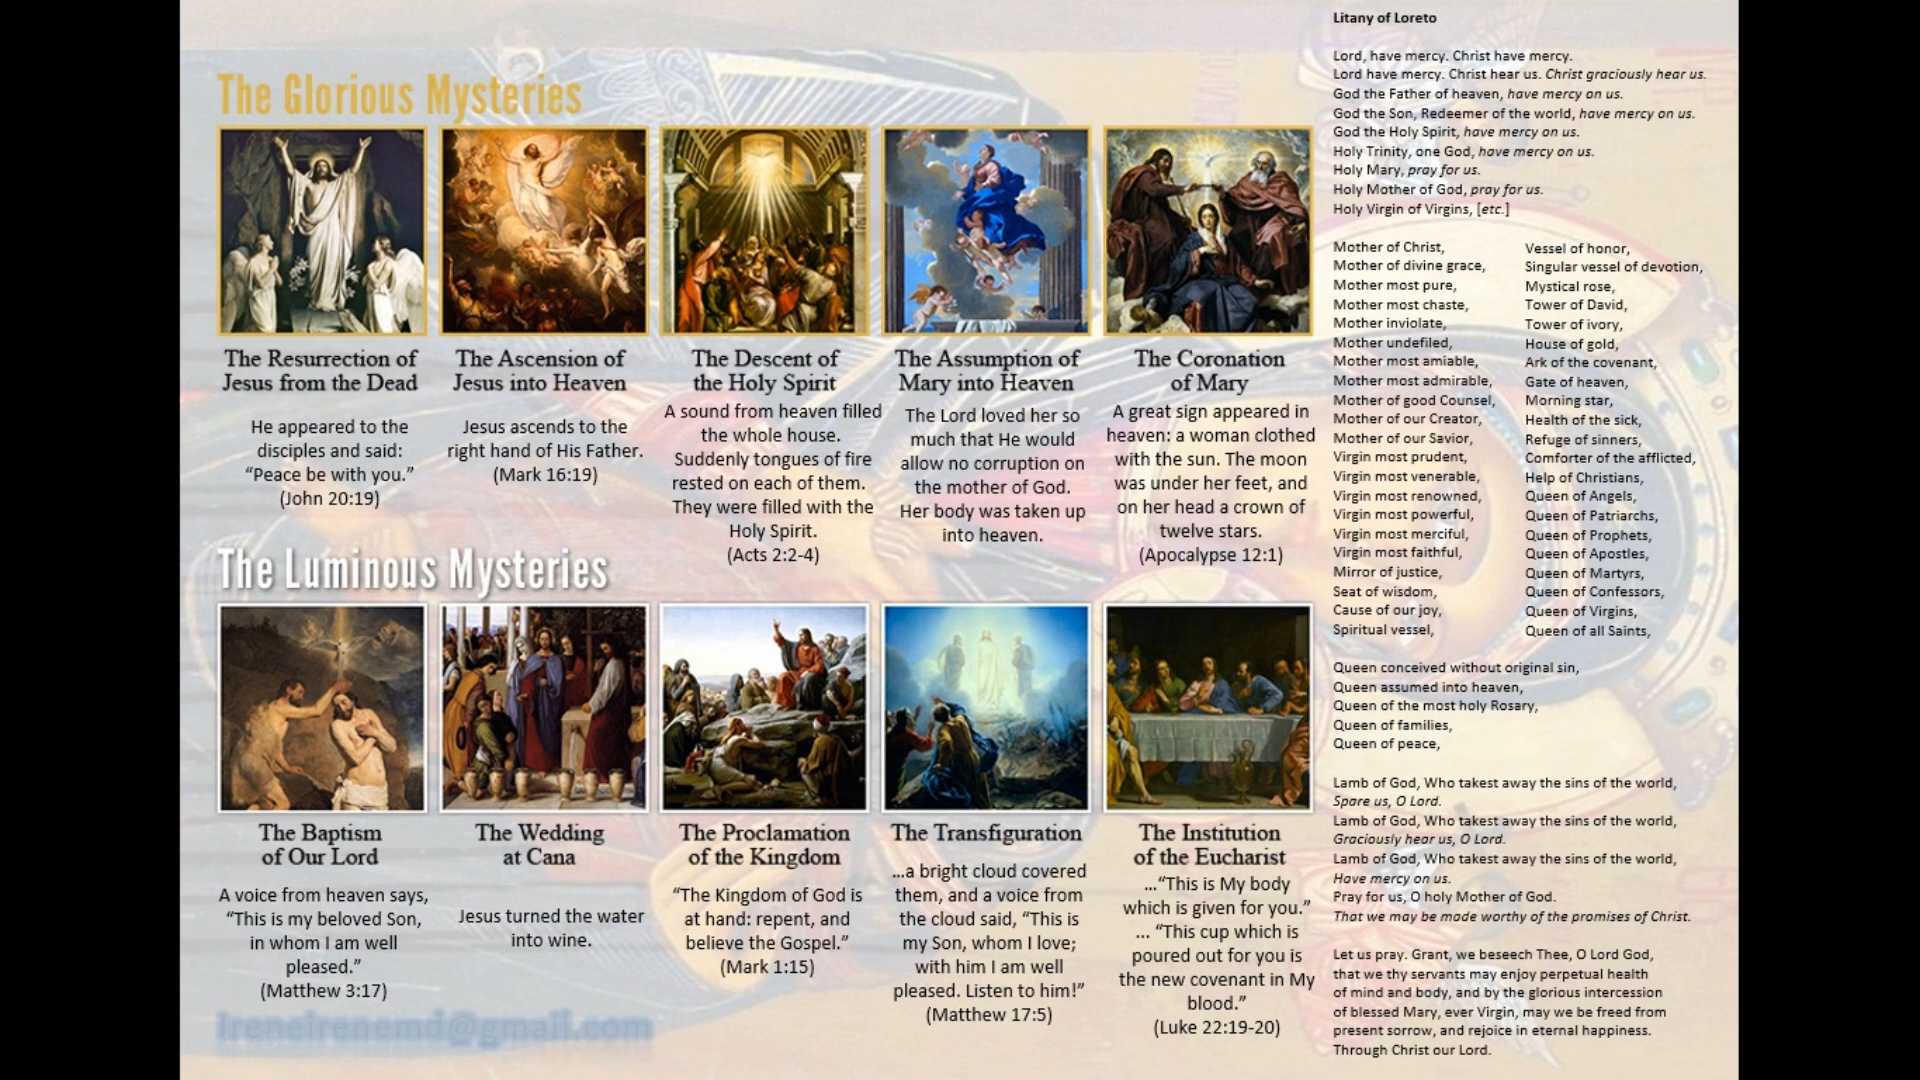 The Glorious Mysteries
The Resurrection of
Jesus from the Dead
He appeared to the
disciples and said:
“Peace be with you.”
(John 20:19)
The Ascension of
Jesus into Heaven
Jesus ascends to the
right hand of His Father.
(Mark 16:19)
The Descent of
the Holy Spirit
A sound from heaven filled
the whole house.
Suddenly tongues of fire
rested on each of them.
They were filled with the
Holy Spirit.
(Acts 2:2-4)
The Assumption of
Mary into Heaven
The Lord loved her so
much that He would
allow no corruption on
the mother of God.
Her body was taken up
into heaven.
The Coronation
of Mary
A great sign appeared in
heaven: a woman clothed
with the sun. The moon
was under her feet, and
on her head a crown of
twelve stars.
(Apocalypse 12:1)
The Luminous Mysteries
The Baptism
of Our Lord
A voice from heaven says,
“This is my beloved Son,
in whom I am well
pleased.”
(Matthew 3:17)
The Wedding
at Cana
Jesus turned the water
into wine.
The Proclamation
of the Kingdom
“The Kingdom of God is
at hand: repent, and
believe the Gospel.”
(Mark 1:15)
The Transfiguration
...a bright cloud covered
them, and a voice from
the cloud said, “This is
my Son, whom I love;
with him I am well
pleased. Listen to him!”
(Matthew 17:5)
The Institution
of the Eucharist
...“This is My body
which is given for you.”
... “This cup which is
poured out for you is
the new covenant in My
blood.”
(Luke 22:19-20)
Ireneirenemd@gmail.com
Litany of Loreto
Lord, have mercy. Christ have mercy.
Lord have mercy. Christ hear us. Christ graciously hear us.
God the Father of heaven, have mercy on us.
God the Son, Redeemer of the world, have mercy on us.
God the Holy Spirit, have mercy on us.
Holy Trinity, one God, have mercy on us.
Holy Mary, pray for us.
Holy Mother of God, pray for us.
Holy Virgin of Virgins, [etc.]
Mother of Christ,
Mother of divine grace,
Mother most pure,
Mother most chaste,
Mother inviolate,
Mother undefiled,
Mother most amiable,
Mother most admirable,
Mother of good Counsel,
Mother of our Creator,
Mother of our Savior,
Virgin most prudent,
Virgin most venerable,
Virgin most renowned,
Virgin most powerful,
Virgin most merciful,
Virgin most faithful,
Mirror of justice,
Seat of wisdom,
Cause of our joy,
Spiritual vessel,
Vessel of honor,
Singular vessel of devotion,
Mystical rose,
Tower of David,
Tower of ivory,
House of gold,
Ark of the covenant,
Gate of heaven,
Morning star,
Health of the sick,
Refuge of sinners,
Comforter of the afflicted,
Help of Christians,
Queen of Angels,
Queen of Patriarchs,
Queen of Prophets,
Queen of Apostles,
Queen of Martyrs,
Queen of Confessors,
Queen of Virgins,
Queen of all Saints,
Queen conceived without original sin,
Queen assumed into heaven,
Queen of the most holy Rosary,
Queen of families,
Queen of peace,
Lamb of God, Who takest away the sins of the world,
Spare us, O Lord.
Lamb of God, Who takest away the sins of the world,
Graciously hear us, O Lord.
Lamb of God, Who takest away the sins of the world,
Have mercy on us.
Pray for us, O holy Mother of God.
That we may be made worthy of the promises of Christ.
Let us pray. Grant, we beseech Thee, O Lord God,
that we thy servants may enjoy perpetual health
of mind and body, and by the glorious intercession
of blessed Mary, ever Virgin, may we be freed from
present sorrow, and rejoice in eternal happiness.
Through Christ our Lord.